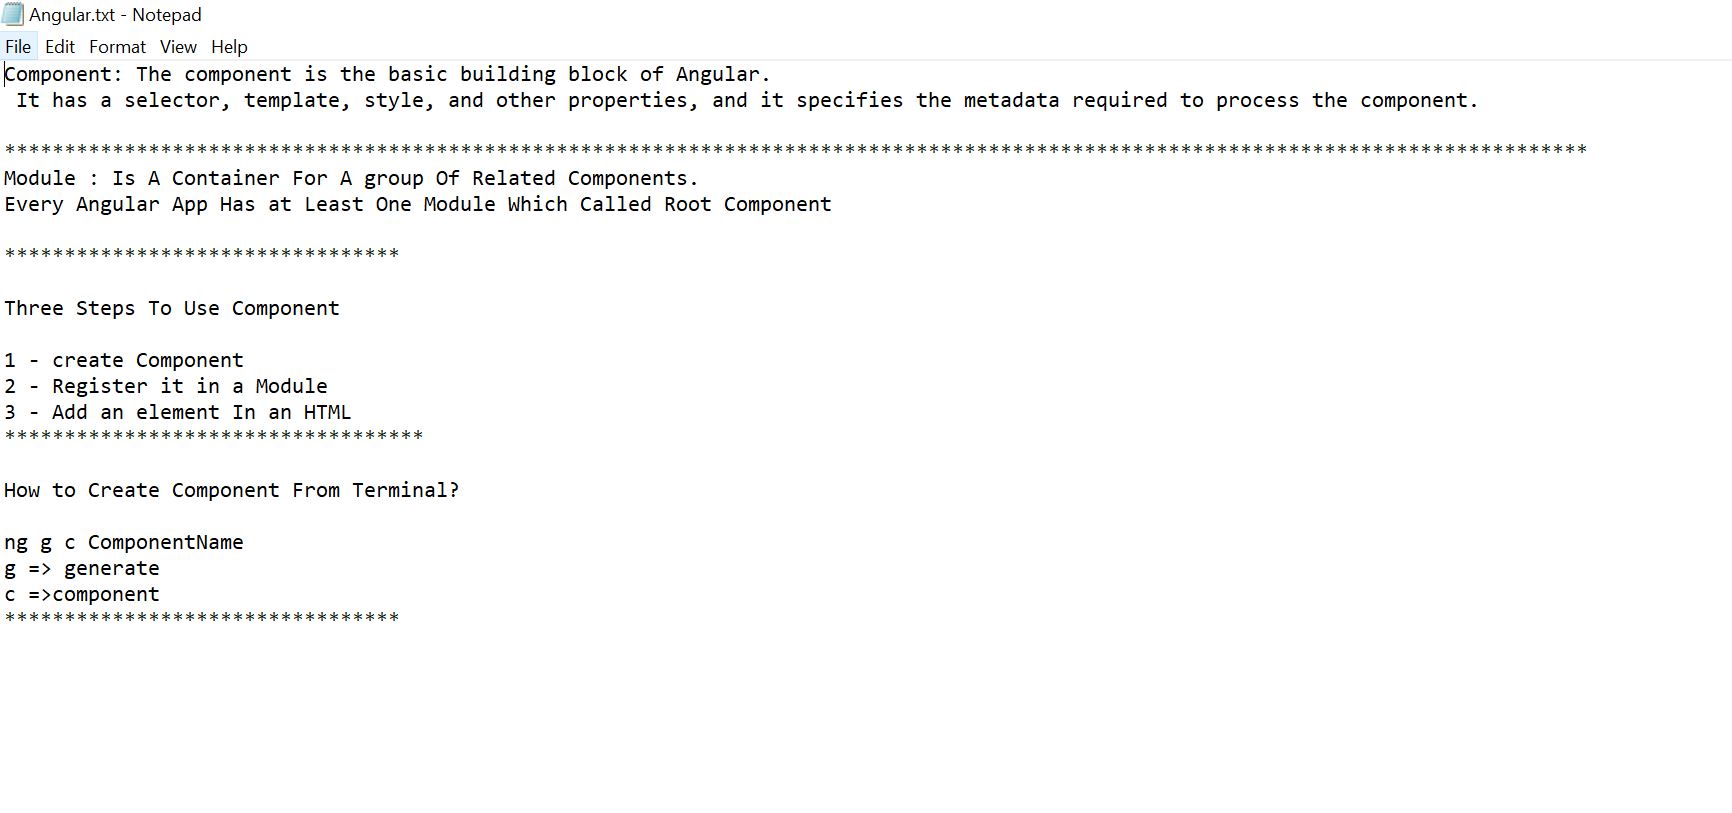 Angular.txt - Notepad
File Edit Format View Help
Component: The component is the basic building block of Angular.
It has a selector, template, style, and other properties, and it specifies the metadata required to process the component.
************************************************************************************************************************************
Module : Is A Container For A group Of Related Components.
Every Angular App Has at Least One Module Which Called Root Component
*********************************
Three Steps To Use Component
1 - create Component
2 - Register it in a Module
3 - Add an element In an HTML
***********************************
How to Create Component From Terminal?
ng g c ComponentName
g => generate
c =>component
*********************************